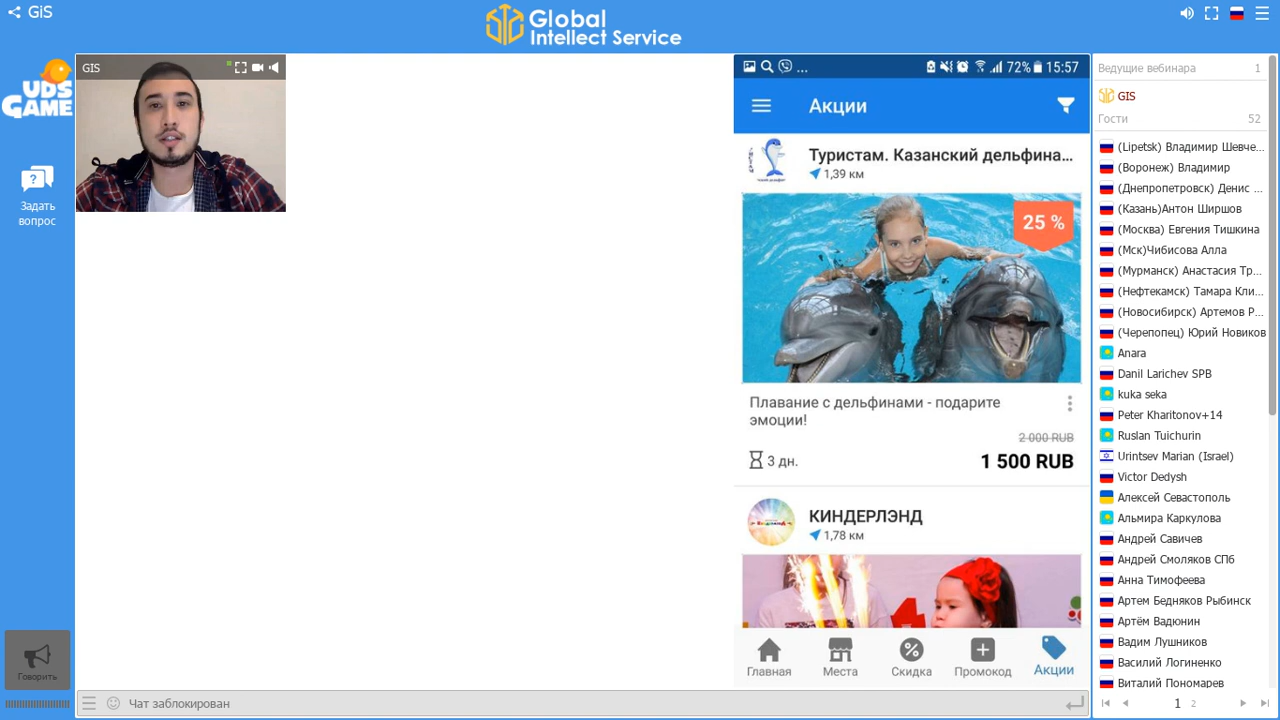 GiS
Global
Intellect Service
UDS
GAME
Задать
вопрос
Говорить
GIS
... 72% 15:57
Акции
Туристам. Казанский дельфина...
1,39 км
25 %
Плавание с дельфинами - подарите
эмоции!
2 000 RUB
3 дн.
1 500 RUB
КИНДЕРЛЭНД
1,78 км
Главная
Места
Скидка
Промокод
Акции
Чат заблокирован
Ведущие вебинара 1
GIS
Гости 52
(Lipetsk) Владимир Шевче...
(Воронеж) Владимир
(Днепропетровск) Денис ...
(Казань)Антон Ширшов
(Москва) Евгения Тишкина
(Мск)Чибисова Алла
(Мурманск) Анастасия Тр...
(Нефтекамск) Тамара Кли...
(Новосибирск) Артемов Р...
(Черепопец) Юрий Новиков
Anara
Danil Larichev SPB
kuka seka
Peter Kharitonov+14
Ruslan Tuichurin
Urintsev Marian (Israel)
Victor Dedysh
Алексей Севастополь
Альмира Каркулова
Андрей Савичев
Андрей Смоляков СПб
Анна Тимофеева
Артем Бедняков Рыбинск
Артём Вадюнин
Вадим Лушников
Василий Логиненко
Виталий Пономарев
1 2